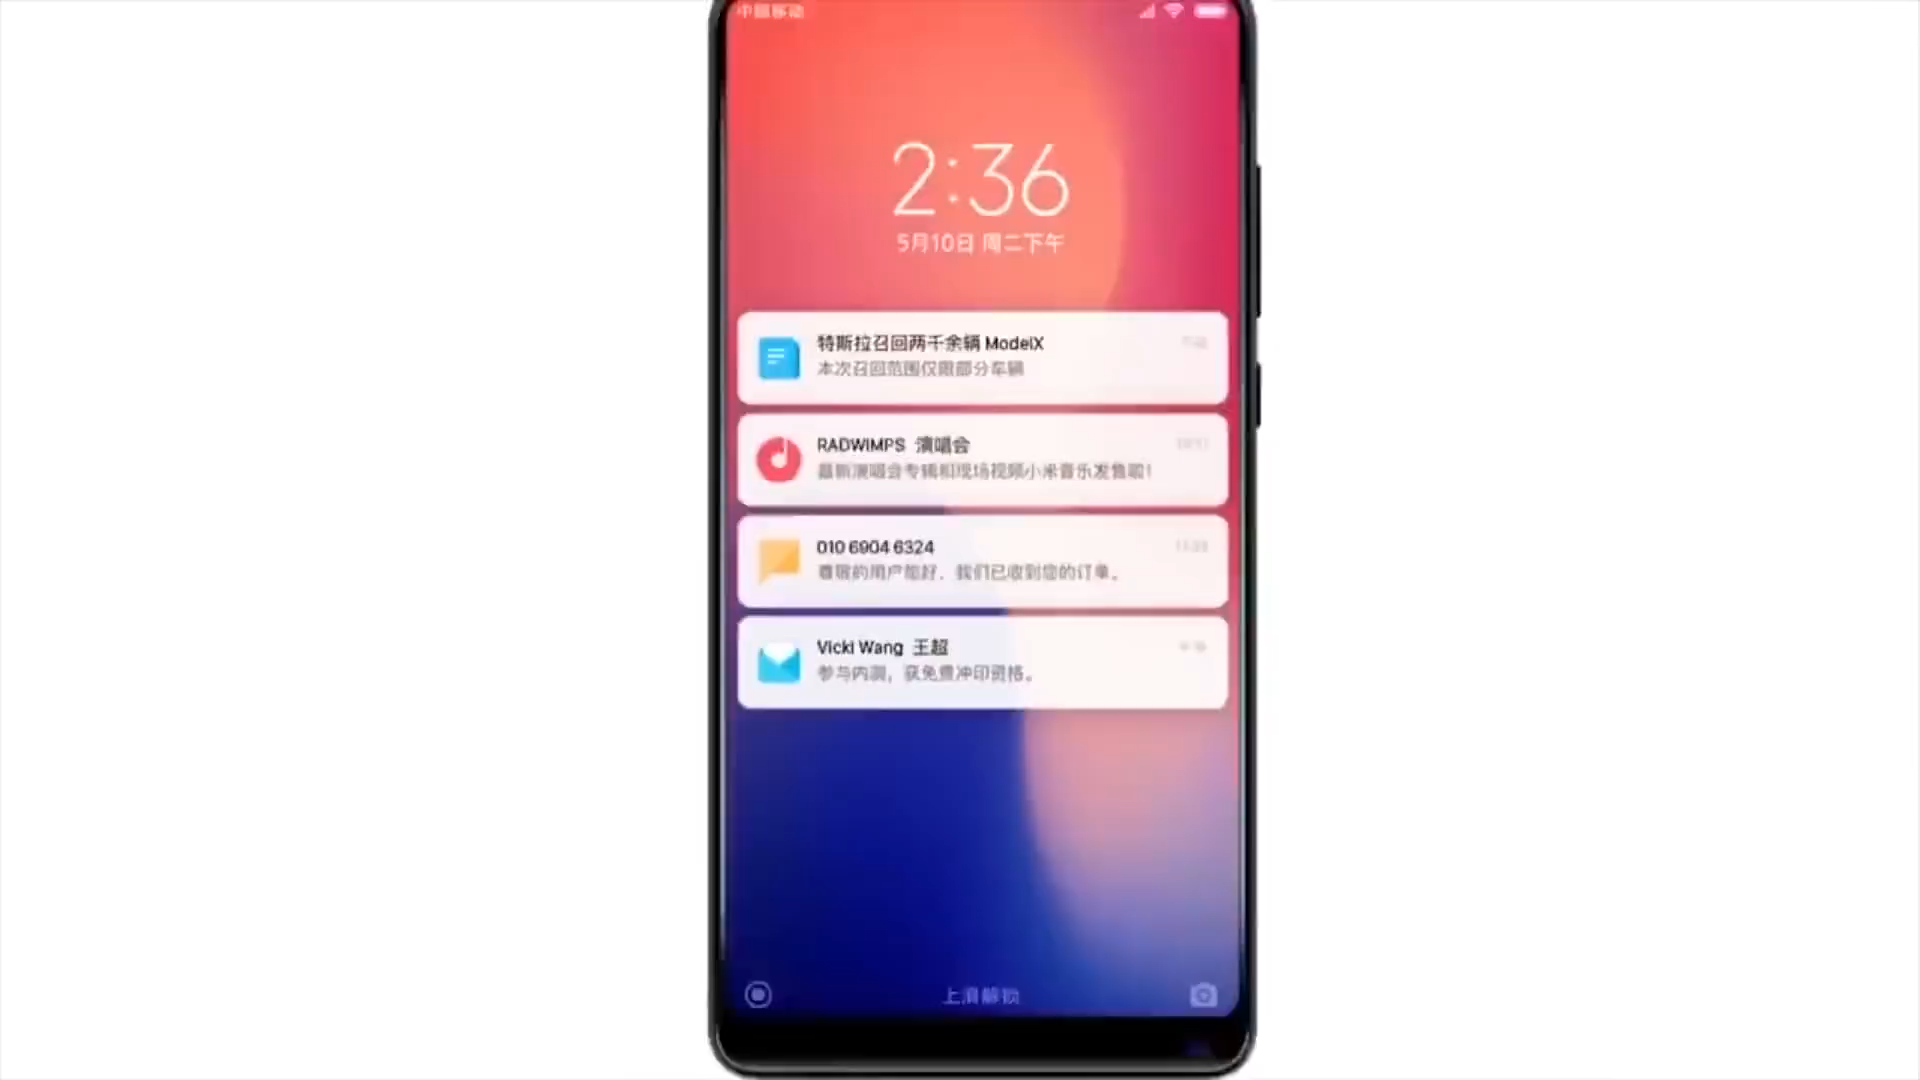 中国移动
2:36
5月10日 周二下午
特斯拉召回两千余辆 ModelX
本次召回范围仅限部分车辆
RADWIMPS 演唱会
最新演唱会专辑和现场视频小米音乐发售啦！
010 6904 6324
尊敬的用户您好，我们已收到您的订单。
Vicki Wang 王超
参与内测，获免费冲印资格。
上滑解锁